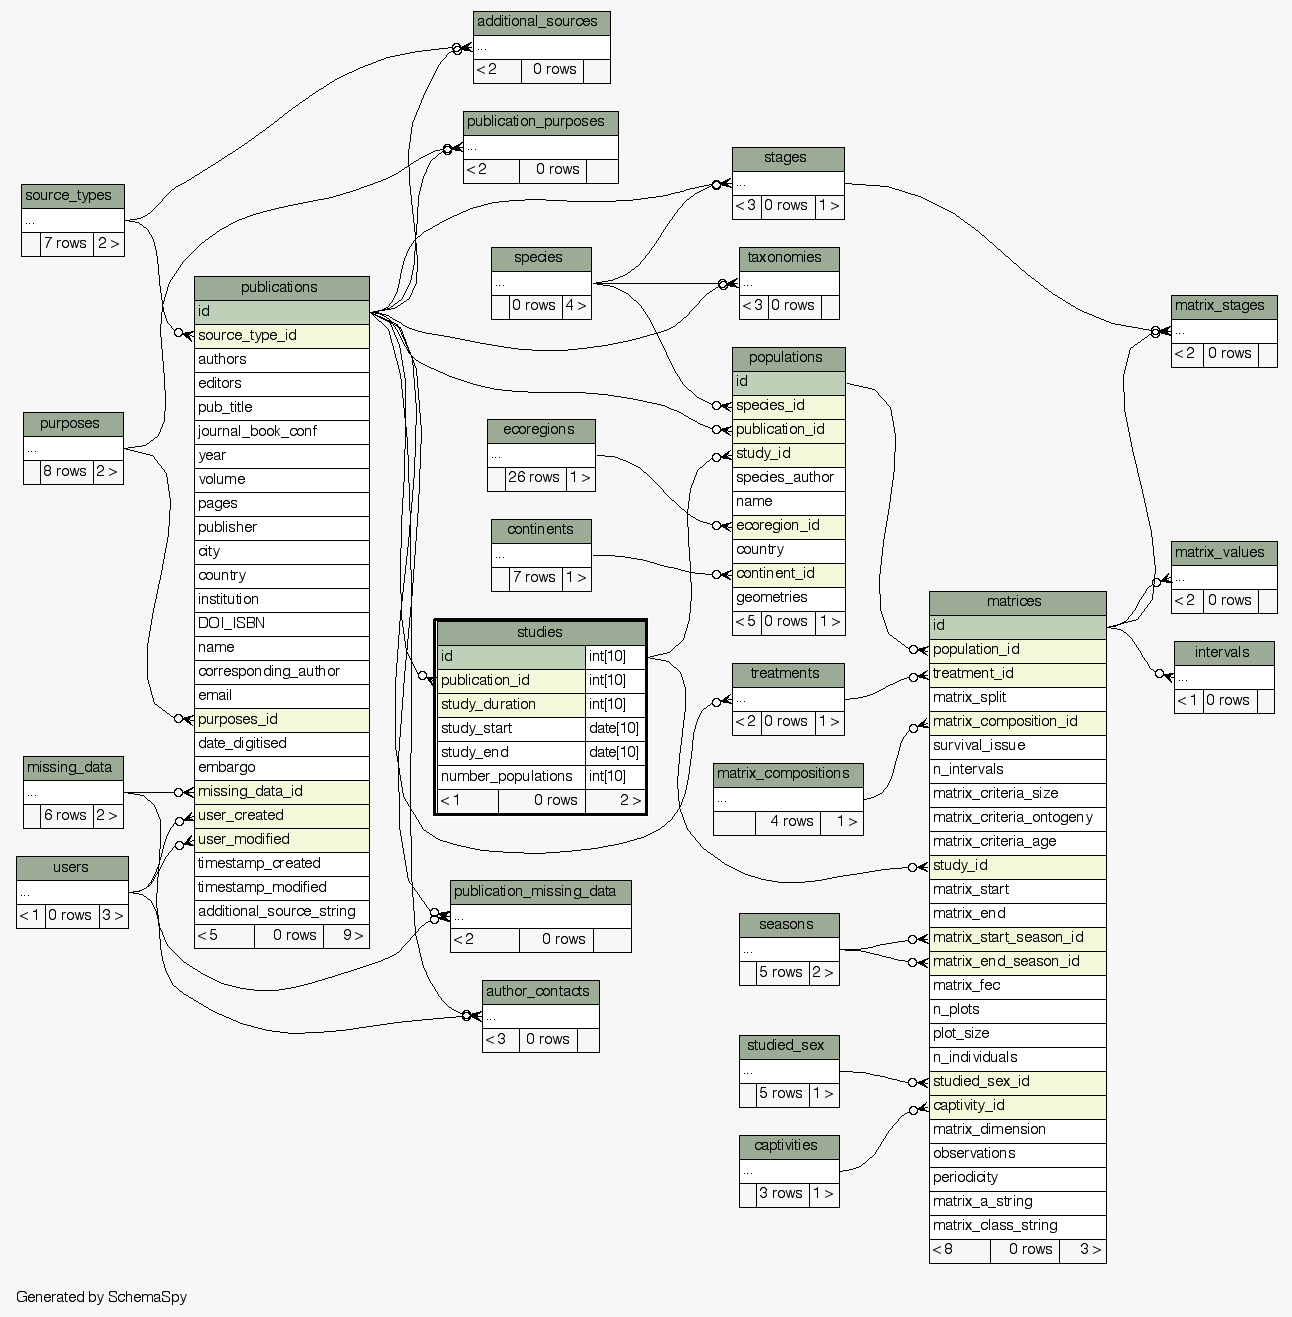 additional_sources
...
< 2 0 rows
publication_purposes
...
< 2 0 rows
stages
...
< 3 0 rows 1 >
source_types
...
7 rows 2 >
species
...
0 rows 4 >
taxonomies
...
< 3 0 rows
matrix_stages
...
< 2 0 rows
publications
id
source_type_id
authors
editors
pub_title
journal_book_conf
year
volume
pages
publisher
city
country
institution
DOI_ISBN
name
corresponding_author
email
purposes_id
date_digitised
embargo
missing_data_id
user_created
user_modified
timestamp_created
timestamp_modified
additional_source_string
< 5 0 rows 9 >
populations
id
species_id
publication_id
study_id
species_author
name
ecoregion_id
country
continent_id
geometries
< 5 0 rows 1 >
purposes
...
8 rows 2 >
ecoregions
...
26 rows 1 >
continents
...
7 rows 1 >
matrix_values
...
< 2 0 rows
intervals
...
< 1 0 rows
studies
id int[10]
publication_id int[10]
study_duration int[10]
study_start date[10]
study_end date[10]
number_populations int[10]
< 1 0 rows 2 >
treatments
...
< 2 0 rows 1 >
matrices
id
population_id
treatment_id
matrix_split
matrix_composition_id
survival_issue
n_intervals
matrix_criteria_size
matrix_criteria_ontogeny
matrix_criteria_age
study_id
matrix_start
matrix_end
matrix_start_season_id
matrix_end_season_id
matrix_fec
n_plots
plot_size
n_individuals
studied_sex_id
captivity_id
matrix_dimension
observations
periodicity
matrix_a_string
matrix_class_string
< 8 0 rows 3 >
missing_data
...
6 rows 2 >
matrix_compositions
...
4 rows 1 >
users
...
< 1 0 rows 3 >
publication_missing_data
...
< 2 0 rows
seasons
...
5 rows 2 >
author_contacts
...
< 3 0 rows
studied_sex
...
5 rows 1 >
captivities
...
3 rows 1 >
Generated by SchemaSpy